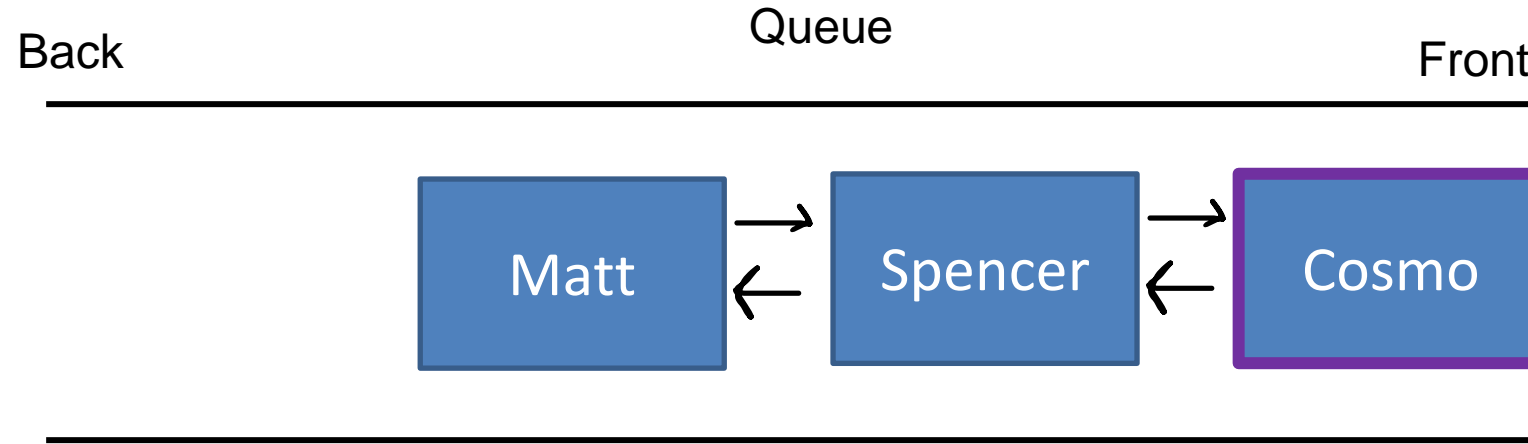 Queue
Back
Front
Matt
Spencer
Cosmo